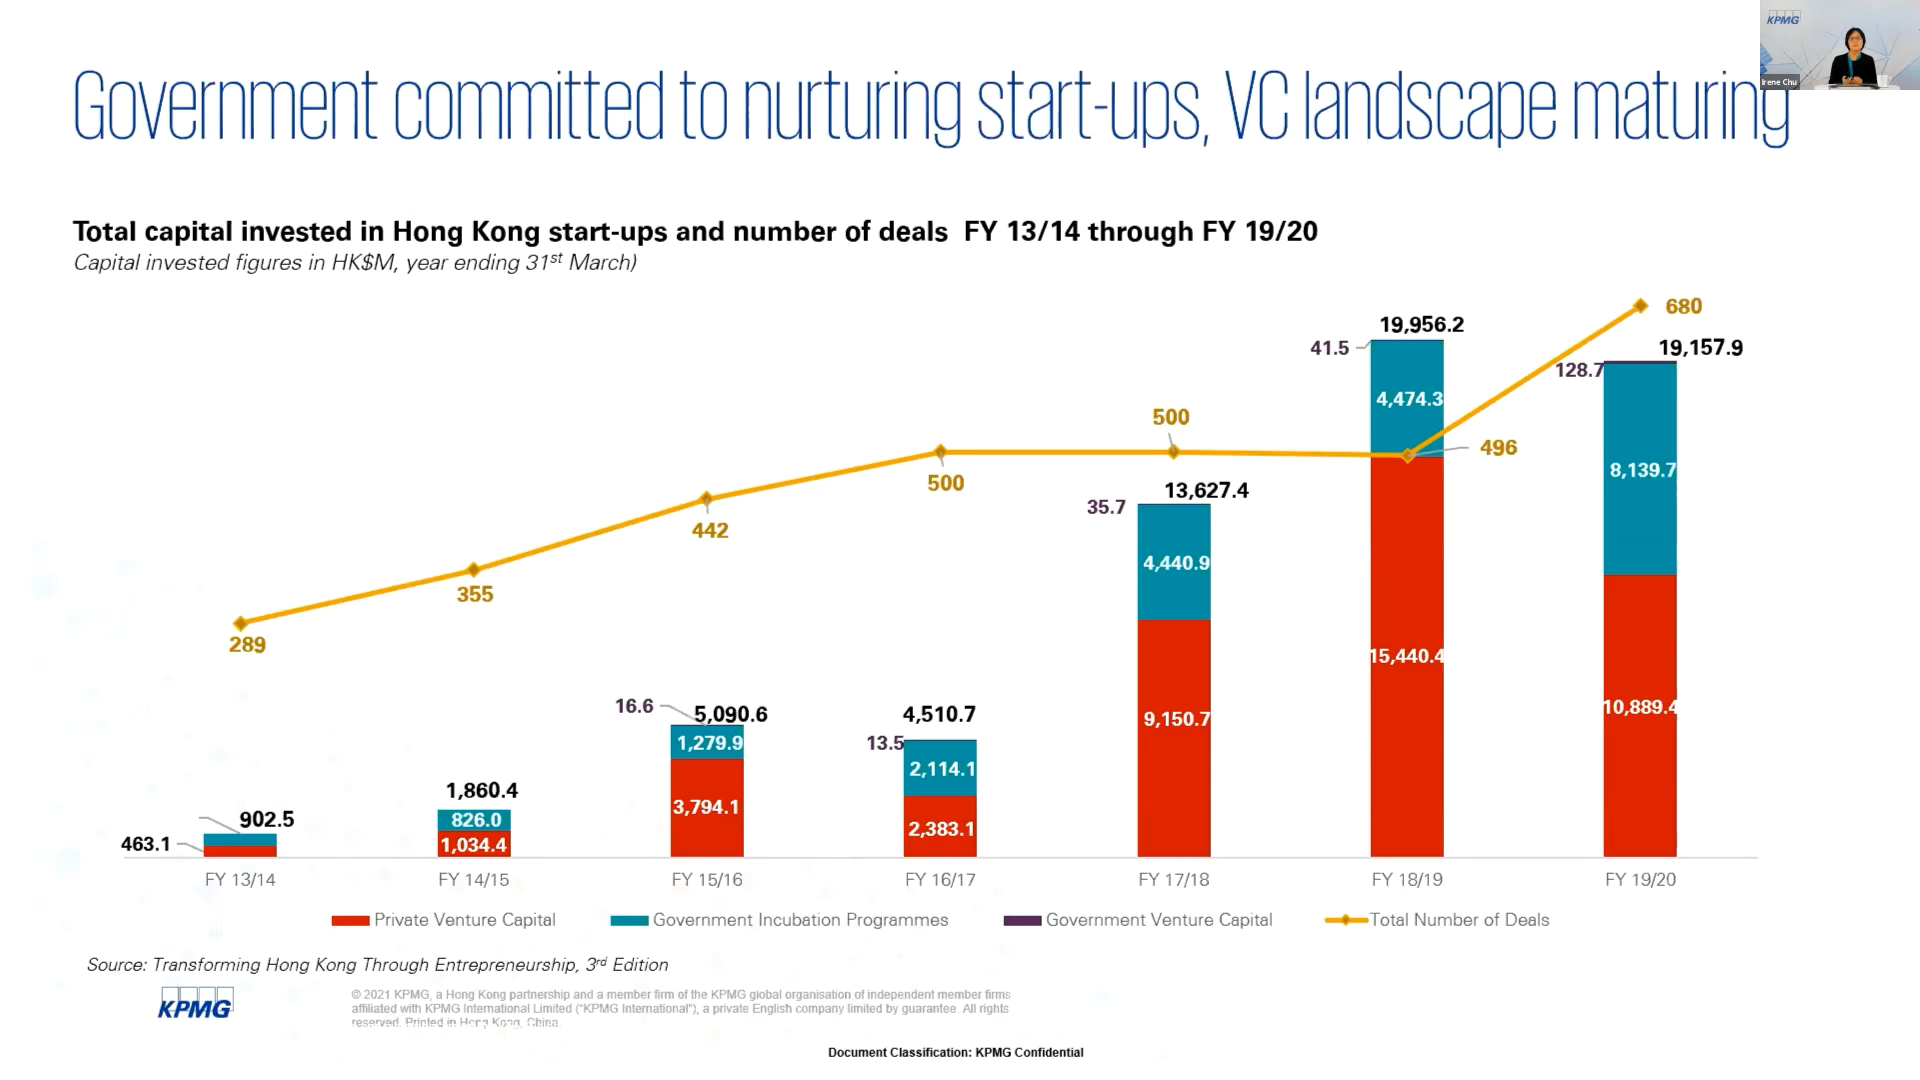 KPMG
Irene Chu
Government committed to nurturing start-ups, VC landscape maturing
Total capital invested in Hong Kong start-ups and number of deals FY 13/14 through FY 19/20
Capital invested figures in HK$M, year ending 31st March)
680
19,956.2
19,157.9
41.5
128.7
4,474.3
500
496
8,139.7
500
13,627.4
35.7
442
4,440.9
355
289
15,440.4
16.6
5,090.6
4,510.7
10,889.4
9,150.7
1,279.9
13.5
2,114.1
1,860.4
3,794.1
902.5
826.0
2,383.1
463.1
1,034.4
FY 13/14 FY 14/15 FY 15/16 FY 16/17 FY 17/18 FY 18/19 FY 19/20
Private Venture Capital Government Incubation Programmes Government Venture Capital Total Number of Deals
Source: Transforming Hong Kong Through Entrepreneurship, 3rd Edition
KPMG
© 2021 KPMG, a Hong Kong partnership and a member firm of the KPMG global organisation of independent member firms
affiliated with KPMG International Limited ("KPMG International"), a private English company limited by guarantee. All rights
reserved. Printed in Hong Kong, China.
Document Classification: KPMG Confidential